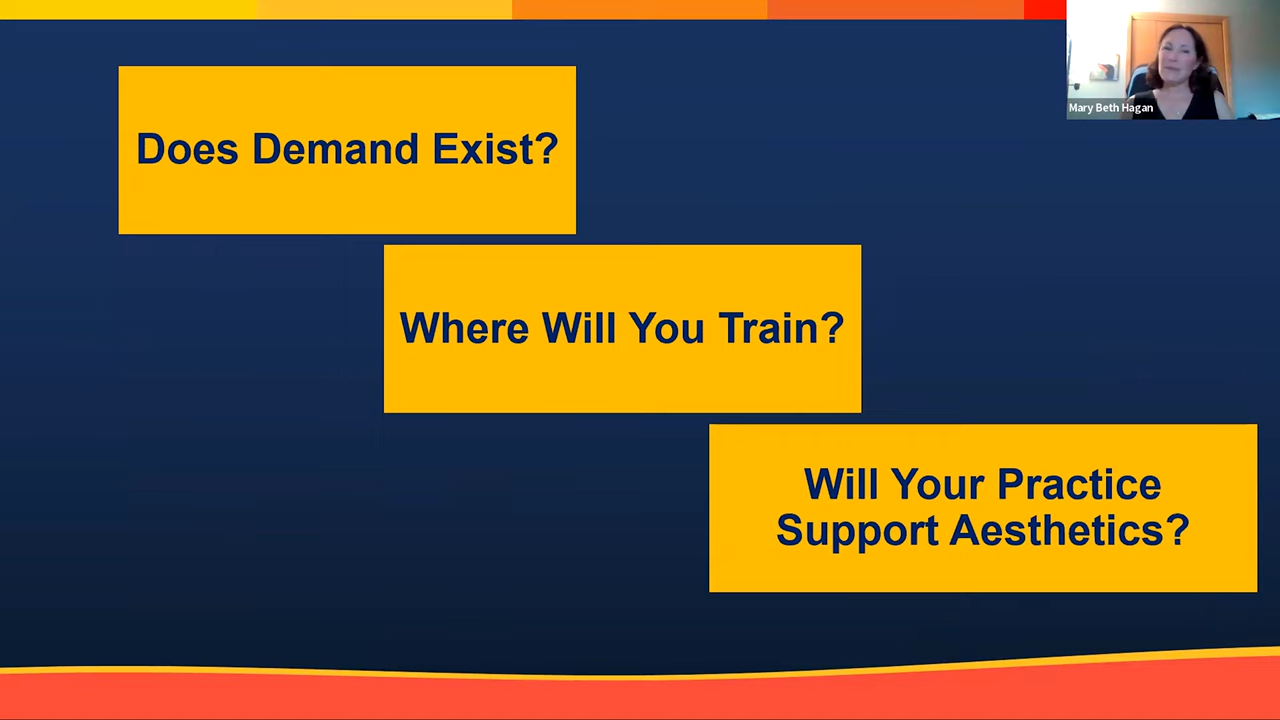 Mary Beth Hagan
Does Demand Exist?
Where Will You Train?
Will Your Practice
Support Aesthetics?